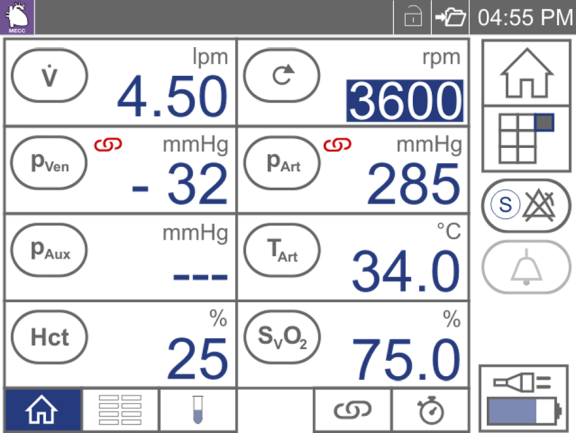 MECC
04:55 PM
V̇ lpm 4.50
rpm 3600
pVen mmHg - 32
pArt mmHg 285
pAux mmHg ---
TArt °C 34.0
Hct % 25
SVO2 % 75.0
S